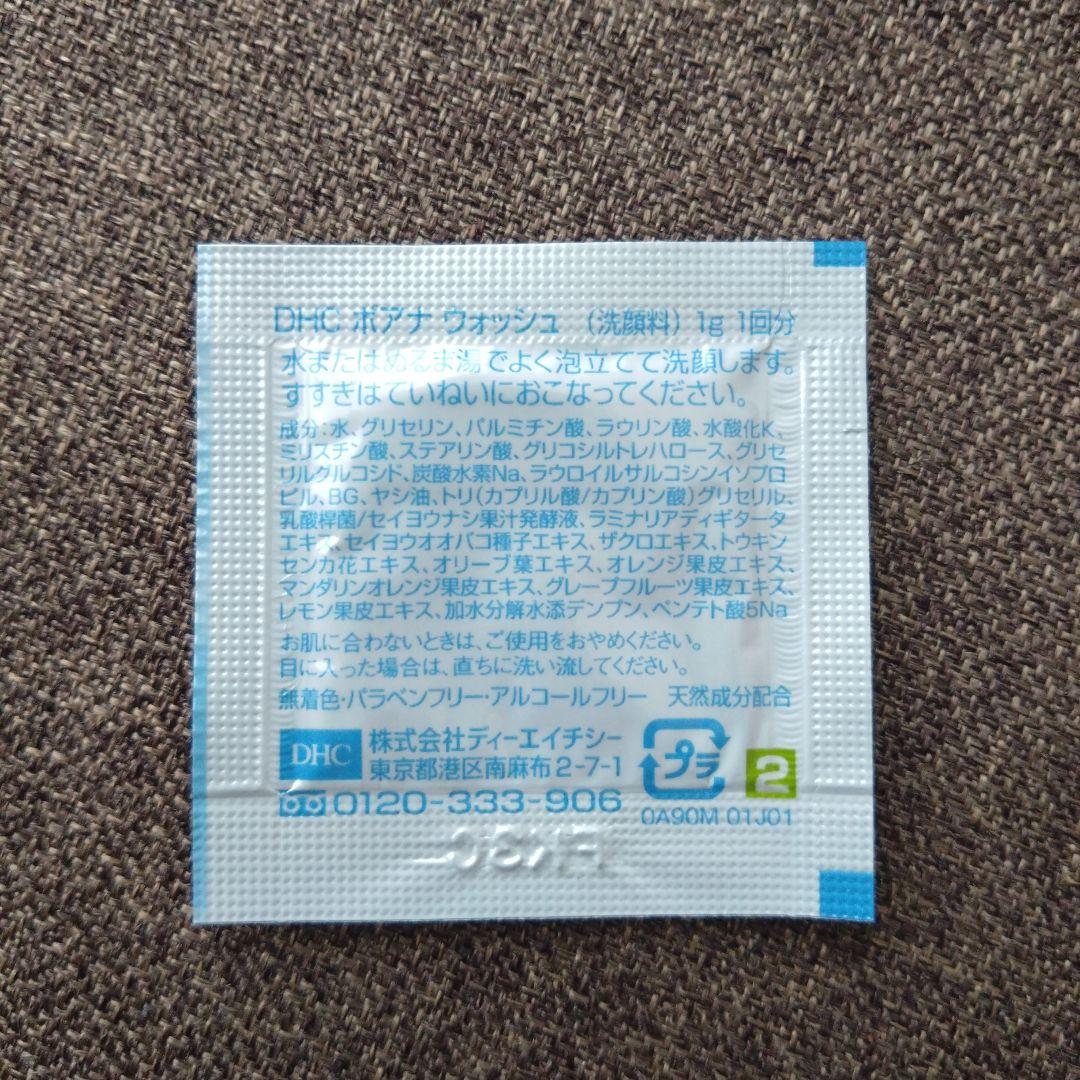 DHC ポアナ ウォッシュ （洗顔料）1g 1回分
水またはぬるま湯でよく泡立てて洗顔します。
すすぎはていねいにおこなってください。
成分：水、グリセリン、パルミチン酸、ラウリン酸、水酸化K、
ミリスチン酸、ステアリン酸、グリコシルトレハロース、グリセ
リルグルコシド、炭酸水素Na、ラウロイルサルコシンイソプロ
ピル、BG、ヤシ油、トリ（カプリル酸/カプリン酸）グリセリル、
乳酸桿菌/セイヨウナシ果汁発酵液、ラミナリアディギタータ
エキス、セイヨウオオバコ種子エキス、ザクロエキス、トウキン
センカ花エキス、オリーブ葉エキス、オレンジ果皮エキス、
マンダリンオレンジ果皮エキス、グレープフルーツ果皮エキス、
レモン果皮エキス、加水分解水添デンプン、ペンテト酸5Na
お肌に合わないときは、ご使用をおやめください。
目に入った場合は、直ちに洗い流してください。
無着色・パラベンフリー・アルコールフリー 天然成分配合
DHC 株式会社ディーエイチシー
東京都港区南麻布2-7-1
0120-333-906
プラ
2
0A90M 01J01